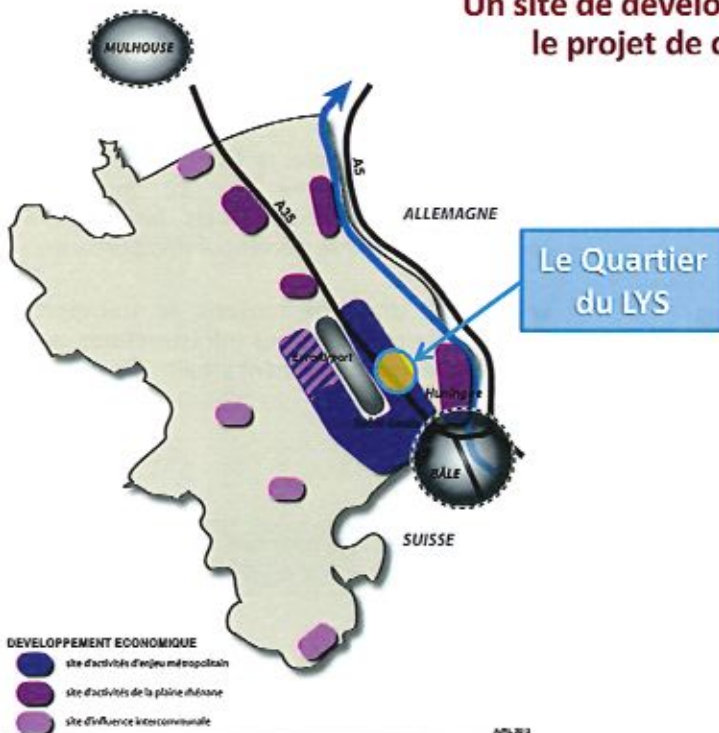 Un site de dévelo
le projet de c
MULHOUSE
A35
A5
ALLEMAGNE
Le Quartier
du LYS
Huningue
BÂLE
SUISSE
DEVELOPPEMENT ECONOMIQUE
site d'activités d'enjeu métropolitain
site d'activités de la plaine rhénane
site d'influence intercommunale